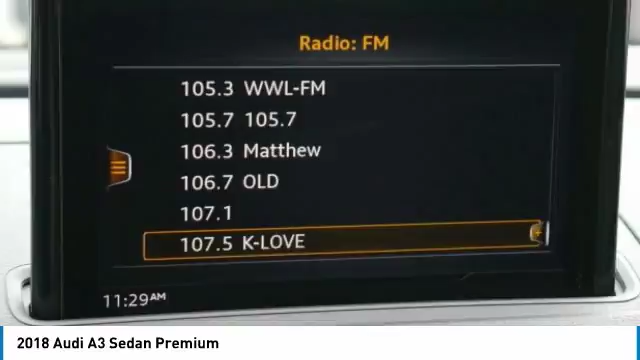 Radio: FM
105.3 WWL-FM
105.7 105.7
106.3 Matthew
106.7 OLD
107.1
107.5 K-LOVE
11:29AM
2018 Audi A3 Sedan Premium